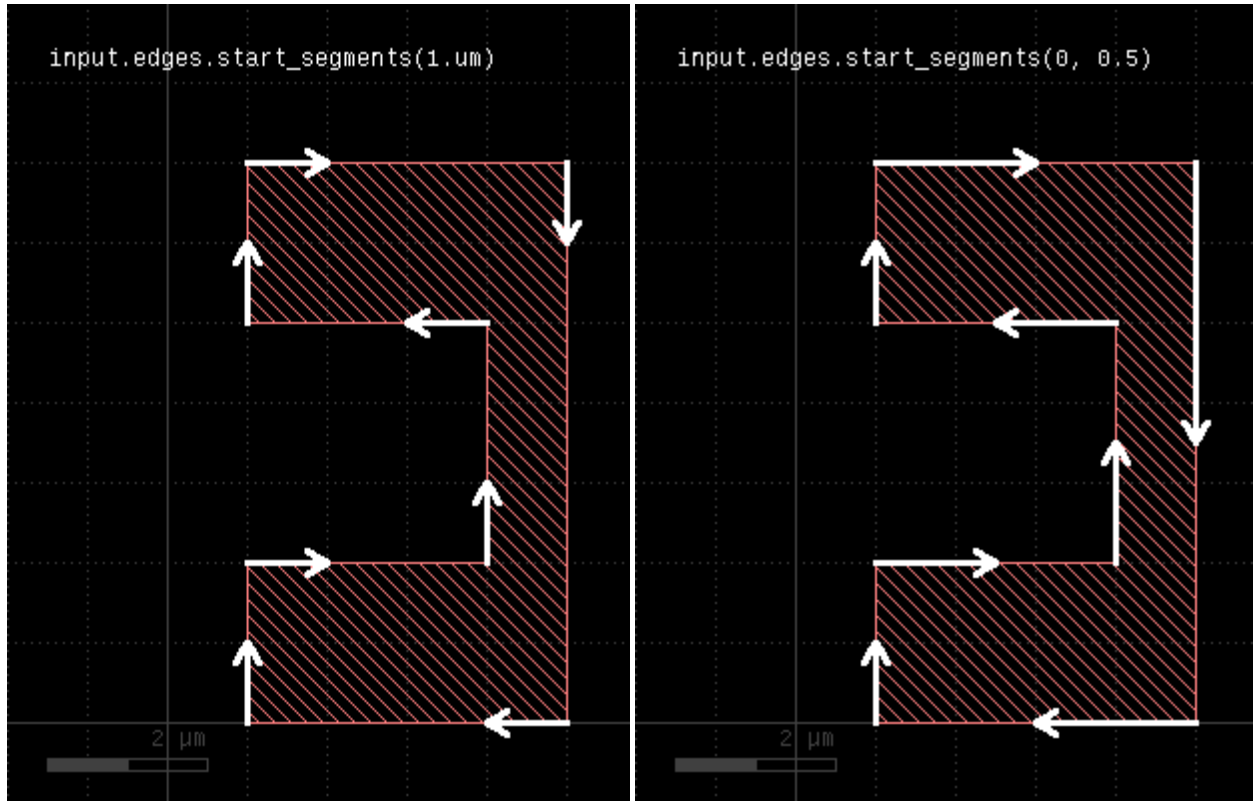 input.edges.start_segments(1.um)
2 µm
input.edges.start_segments(0, 0.5)
2 µm